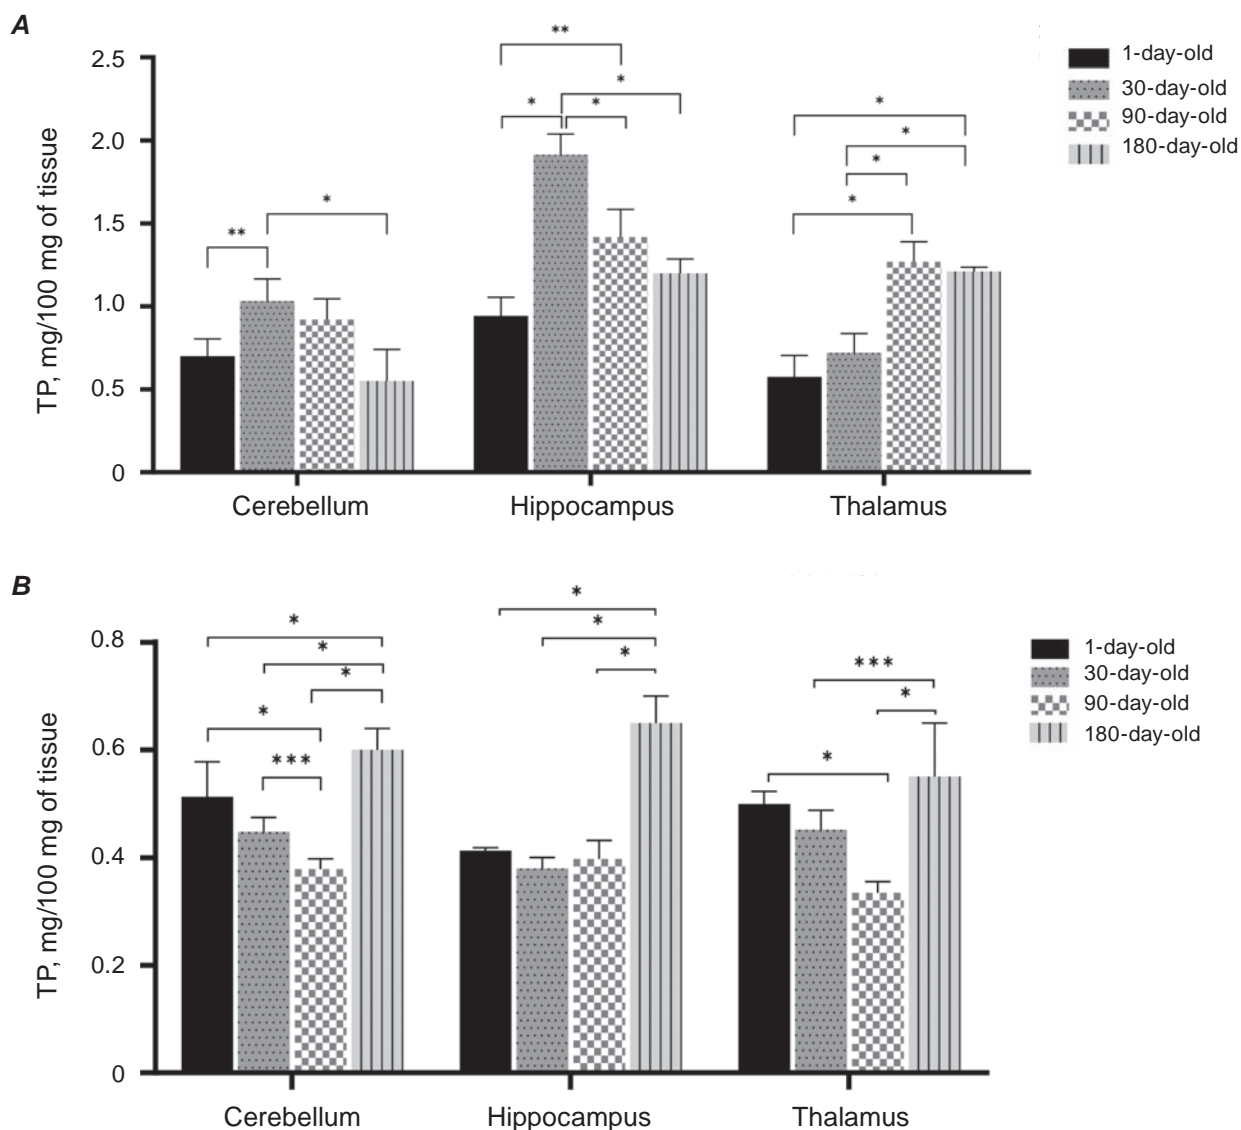 A
TP, mg/100 mg of tissue
2.5
2.0
1.5
1.0
0.5
0
** *
** * * *
* * * *
Cerebellum Hippocampus Thalamus
1-day-old
30-day-old
90-day-old
180-day-old
B
TP, mg/100 mg of tissue
0.8
0.6
0.4
0.2
0
* * * * ***
* * *
*** * *
Cerebellum Hippocampus Thalamus
1-day-old
30-day-old
90-day-old
180-day-old